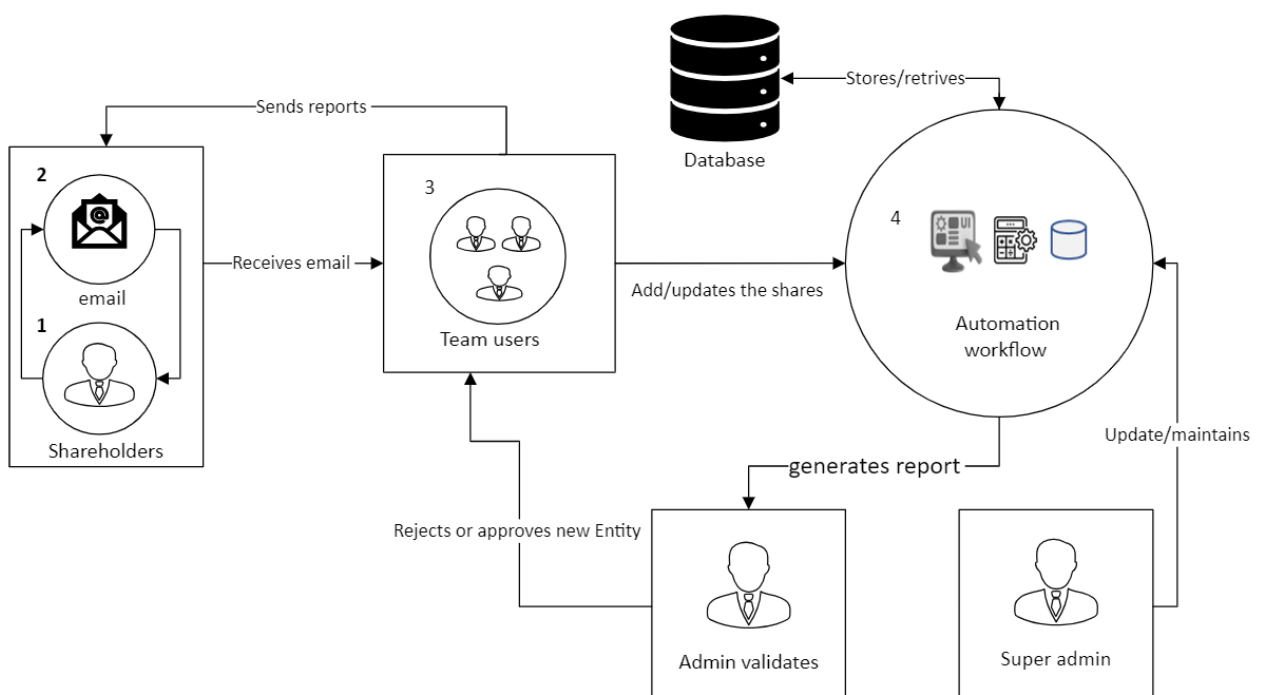 Stores/retrives
Sends reports
Database
2
@
email
1
Shareholders
Receives email
3
Team users
Add/updates the shares
4
UI
Automation
workflow
Update/maintains
generates report
Rejects or approves new Entity
Admin validates
Super admin